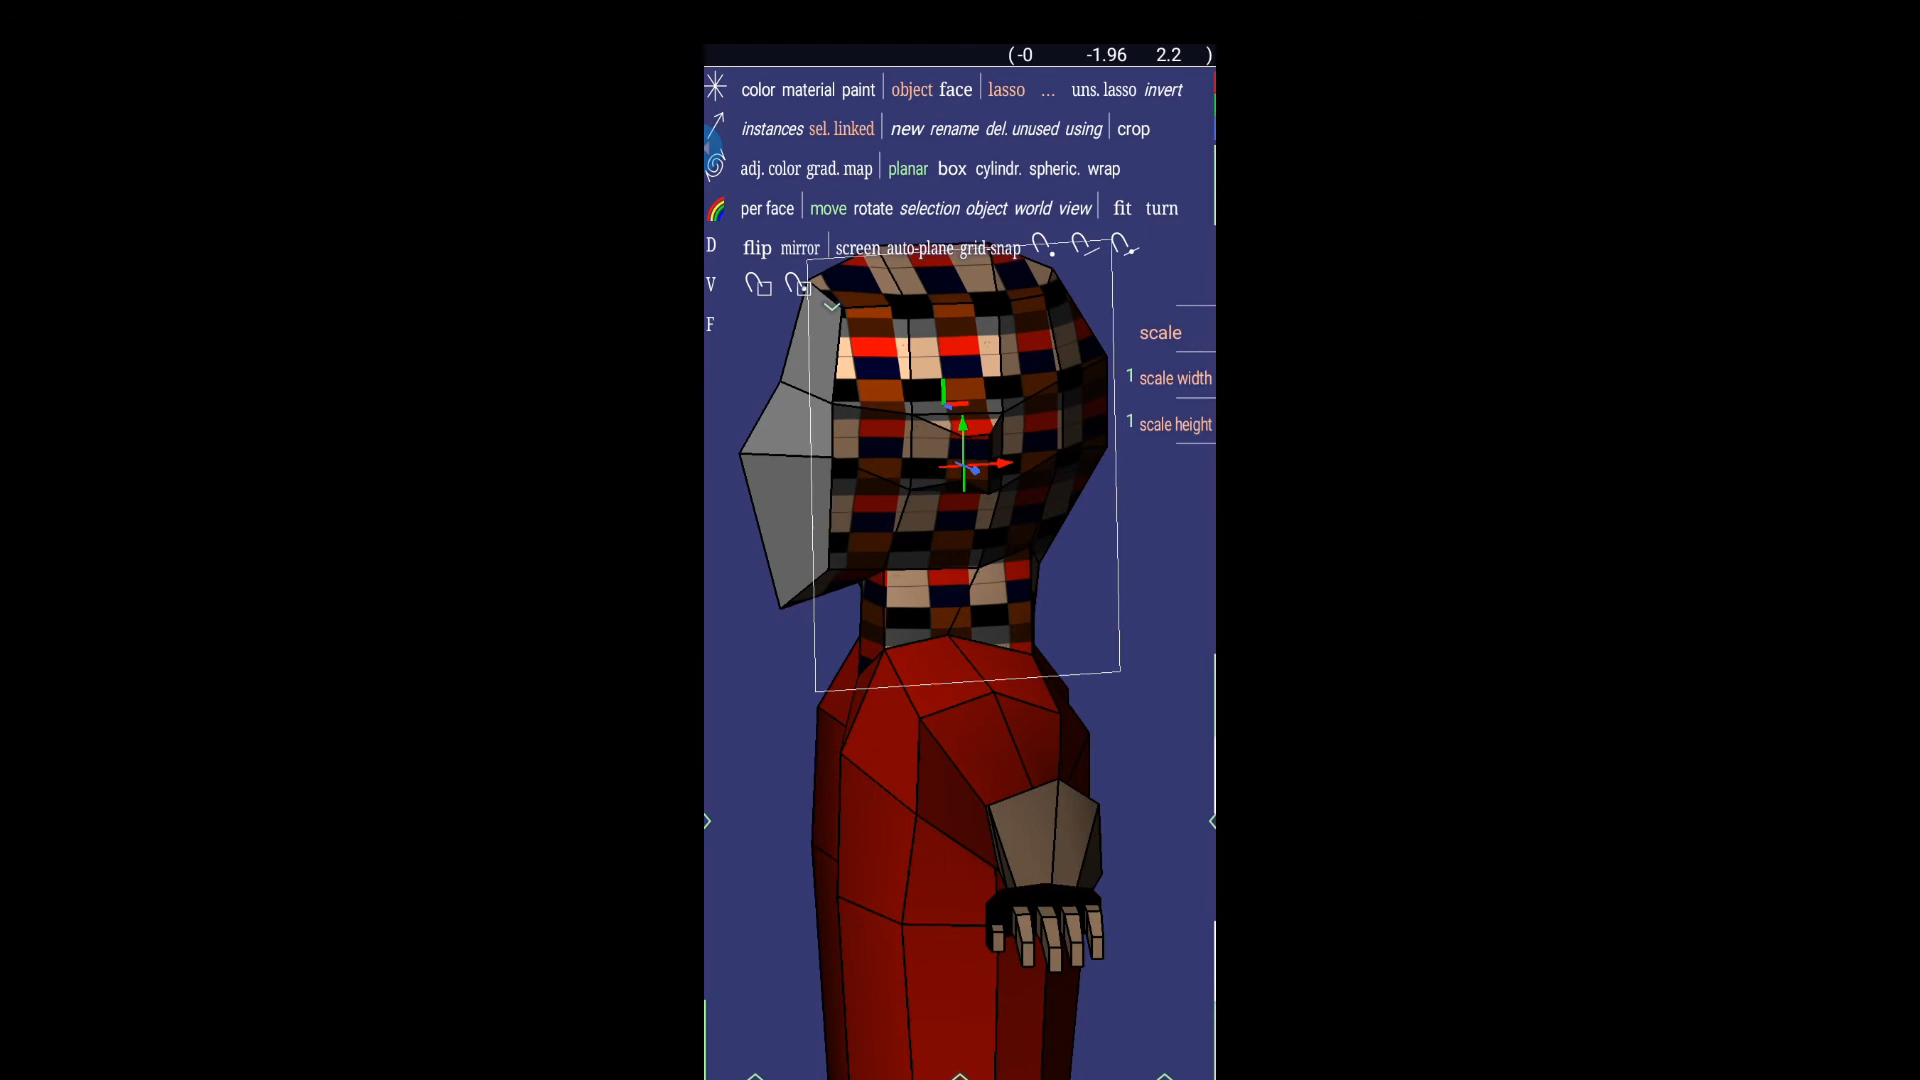 (-0 -1.96 2.2 )
color material paint object face lasso ... uns. lasso invert
instances sel. linked new rename del. unused using crop
adj. color grad. map planar box cylindr. spheric. wrap
per face move rotate selection object world view fit turn
D flip mirror screen auto-plane grid-snap
V
F
scale
1 scale width
1 scale height